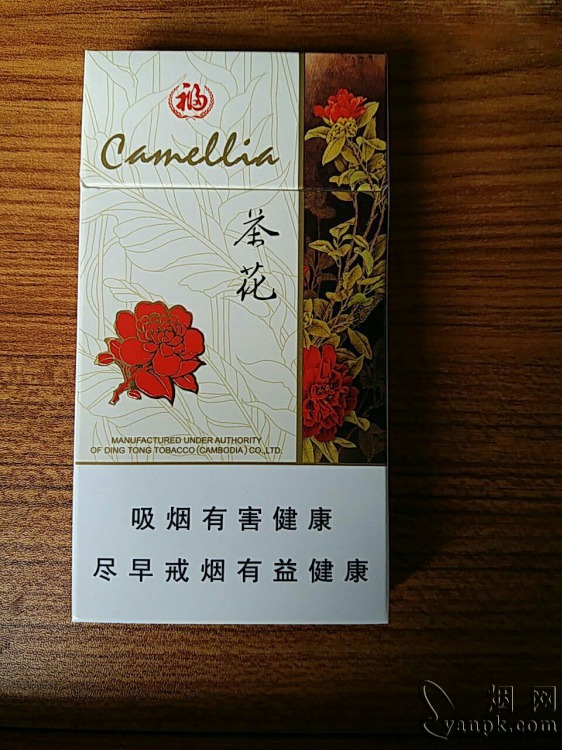 福
Camellia
茶花
MANUFACTURED UNDER AUTHORITY
OF DING TONG TOBACCO (CAMBODIA) CO.,LTD.
吸烟有害健康
尽早戒烟有益健康
烟网
yanpk.com